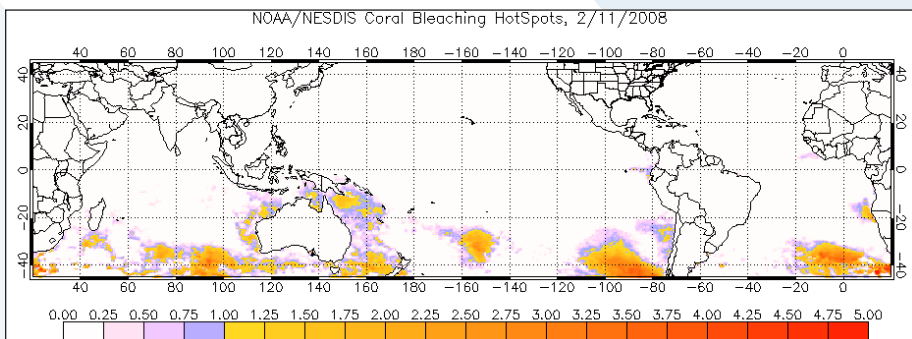 NOAA/NESDIS Coral Bleaching HotSpots, 2/11/2008
40 60 80 100 120 140 160 180 -160 -140 -120 -100 -80 -60 -40 -20 0
40 40
20 20
0 0
-20 -20
-40 -40
40 60 80 100 120 140 160 180 -160 -140 -120 -100 -80 -60 -40 -20 0
0.00 0.25 0.50 0.75 1.00 1.25 1.50 1.75 2.00 2.25 2.50 2.75 3.00 3.25 3.50 3.75 4.00 4.25 4.50 4.75 5.00